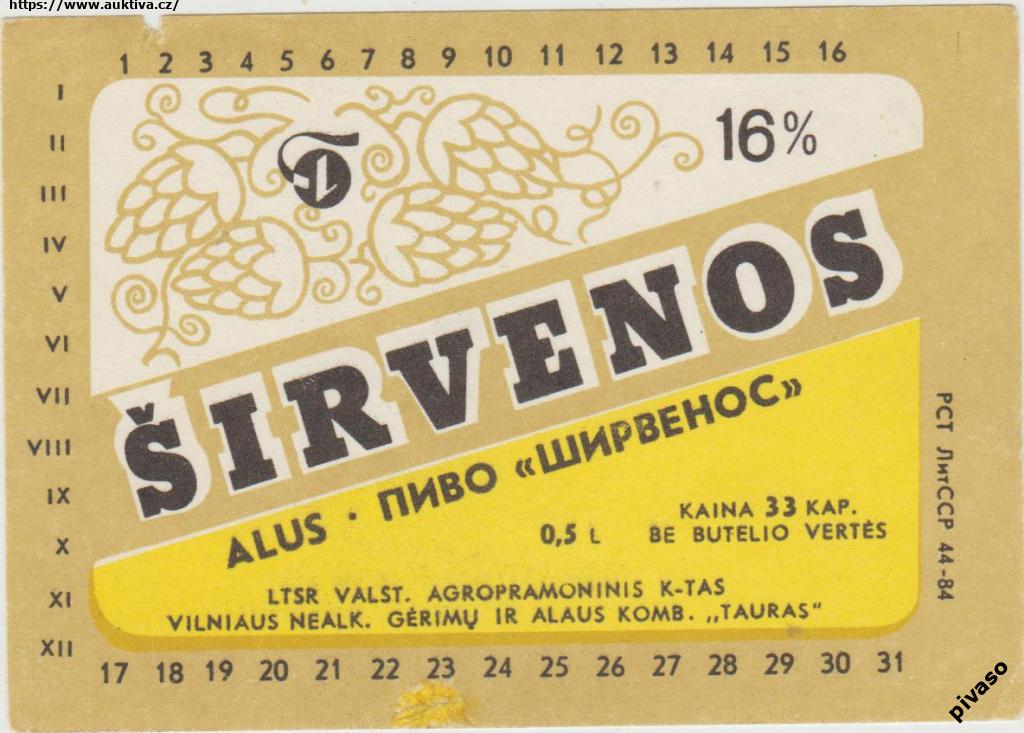 https://www.auktiva.cz/
1 2 3 4 5 6 7 8 9 10 11 12 13 14 15 16
I
II
III
IV
V
VI
VII
VIII
IX
X
XI
XII
16%
ŠIRVENOS
ALUS · ПИВО «ШИРВЕНОС»
KAINA 33 KAP.
0,5 L BE BUTELIO VERTĖS
LTSR VALST. AGROPRAMONINIS K-TAS
VILNIAUS NEALK. GĖRIMŲ IR ALAUS KOMB. „TAURAS"
17 18 19 20 21 22 23 24 25 26 27 28 29 30 31
РСТ ЛитССР 44-84
pivaso